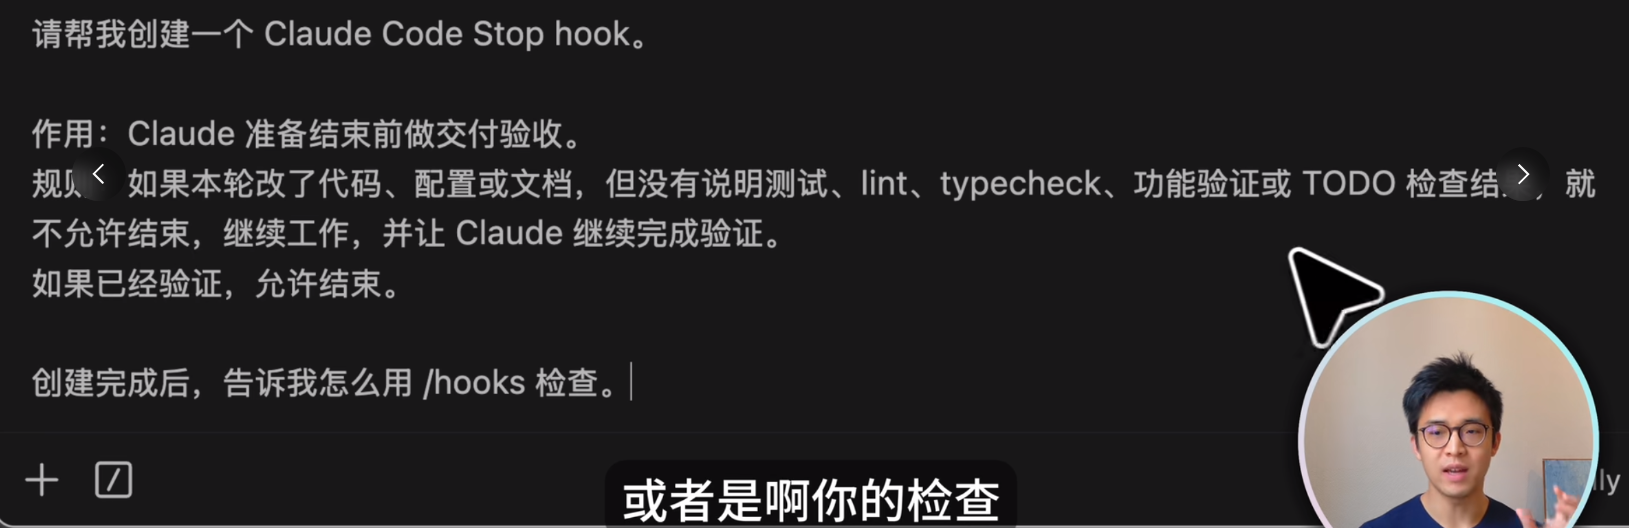 请帮我创建一个 Claude Code Stop hook。
作用：Claude 准备结束前做交付验收。
规则 如果本轮改了代码、配置或文档，但没有说明测试、lint、typecheck、功能验证或 TODO 检查结 ，就
不允许结束，继续工作，并让 Claude 继续完成验证。
如果已经验证，允许结束。
创建完成后，告诉我怎么用 /hooks 检查。
或者是啊你的检查
lly